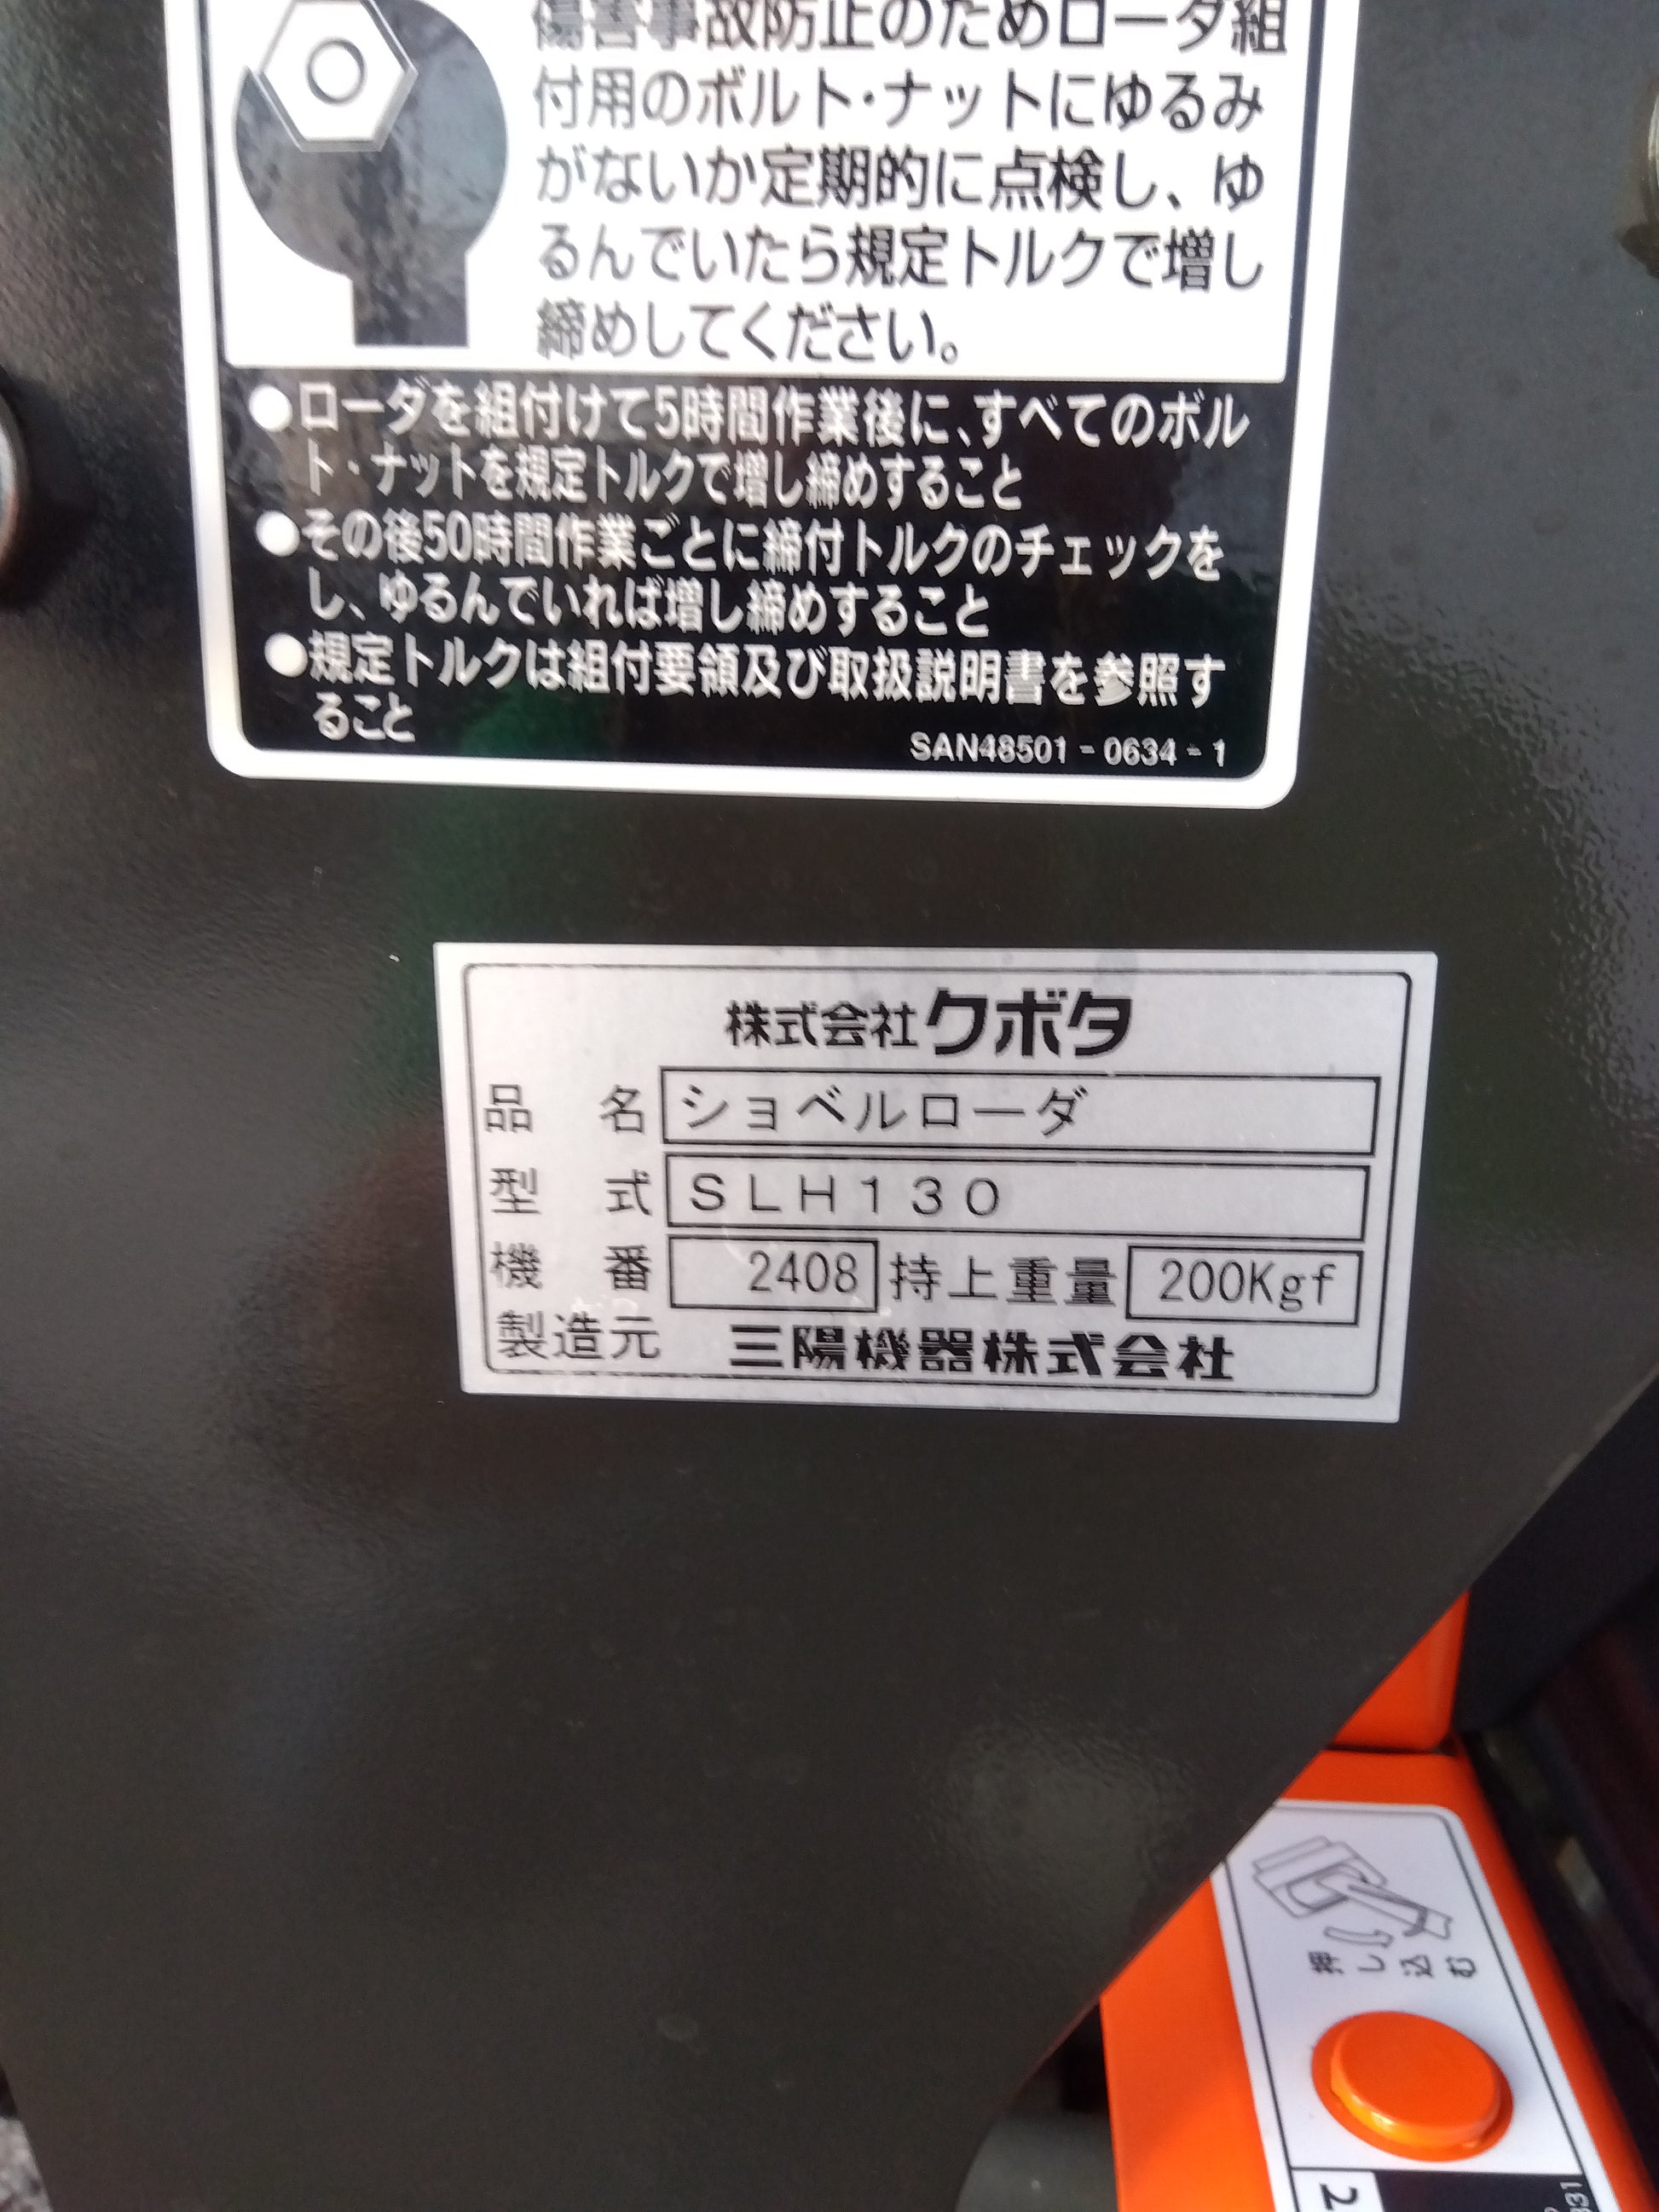 傷害事故防止のためローダ組
付用のボルト・ナットにゆるみ
がないか定期的に点検し、ゆ
るんでいたら規定トルクで増し
締めしてください。
●ローダを組付けて5時間作業後に、すべてのボル
ト・ナットを規定トルクで増し締めすること
●その後50時間作業ごとに締付トルクのチェックを
し、ゆるんでいれば増し締めすること
●規定トルクは組付要領及び取扱説明書を参照す
ること
SAN48501-0634-1
株式会社クボタ
品名 ショベルローダ
型式 SLH130
機番 2408 持上重量 200Kgf
製造元 三陽機器株式会社
押し込む
2